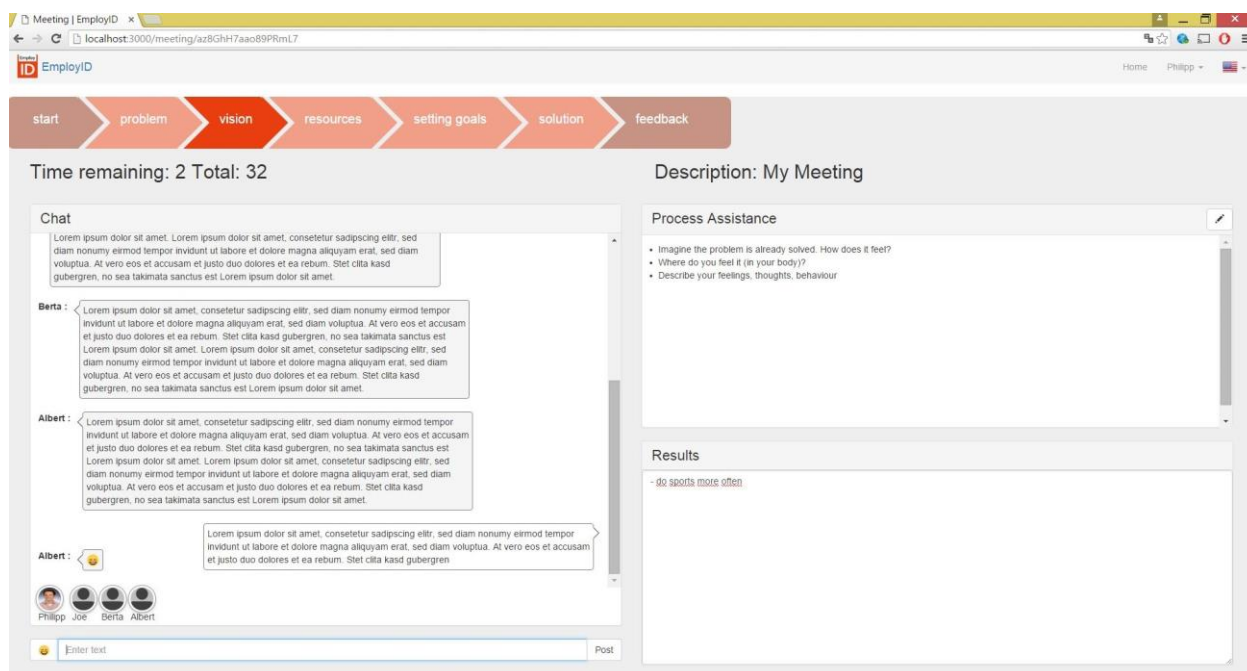 Meeting | EmployID
localhost:3000/meeting/az8GhH7aao89PRmL7
EmployID
Home Philipp
start problem vision resources setting goals solution feedback
Time remaining: 2 Total: 32
Description: My Meeting
Chat
Lorem ipsum dolor sit amet. Lorem ipsum dolor sit amet, consetetur sadipscing elitr, sed
diam nonumy eirmod tempor invidunt ut labore et dolore magna aliquyam erat, sed diam
voluptua. At vero eos et accusam et justo duo dolores et ea rebum. Stet clita kasd
gubergren, no sea takimata sanctus est Lorem ipsum dolor sit amet.
Berta :
Lorem ipsum dolor sit amet, consetetur sadipscing elitr, sed diam nonumy eirmod tempor
invidunt ut labore et dolore magna aliquyam erat, sed diam voluptua. At vero eos et accusam
et justo duo dolores et ea rebum. Stet clita kasd gubergren, no sea takimata sanctus est
Lorem ipsum dolor sit amet. Lorem ipsum dolor sit amet, consetetur sadipscing elitr, sed
diam nonumy eirmod tempor invidunt ut labore et dolore magna aliquyam erat, sed diam
voluptua. At vero eos et accusam et justo duo dolores et ea rebum. Stet clita kasd
gubergren, no sea takimata sanctus est Lorem ipsum dolor sit amet.
Albert :
Lorem ipsum dolor sit amet, consetetur sadipscing elitr, sed diam nonumy eirmod tempor
invidunt ut labore et dolore magna aliquyam erat, sed diam voluptua. At vero eos et accusam
et justo duo dolores et ea rebum. Stet clita kasd gubergren, no sea takimata sanctus est
Lorem ipsum dolor sit amet. Lorem ipsum dolor sit amet, consetetur sadipscing elitr, sed
diam nonumy eirmod tempor invidunt ut labore et dolore magna aliquyam erat, sed diam
voluptua. At vero eos et accusam et justo duo dolores et ea rebum. Stet clita kasd
gubergren, no sea takimata sanctus est Lorem ipsum dolor sit amet.
Lorem ipsum dolor sit amet, consetetur sadipscing elitr, sed diam nonumy eirmod tempor
invidunt ut labore et dolore magna aliquyam erat, sed diam voluptua. At vero eos et accusam
et justo duo dolores et ea rebum. Stet clita kasd gubergren
Albert :
Philipp Joe Berta Albert
Enter text
Post
Process Assistance
• Imagine the problem is already solved. How does it feel?
• Where do you feel it (in your body)?
• Describe your feelings, thoughts, behaviour
Results
- do sports more often